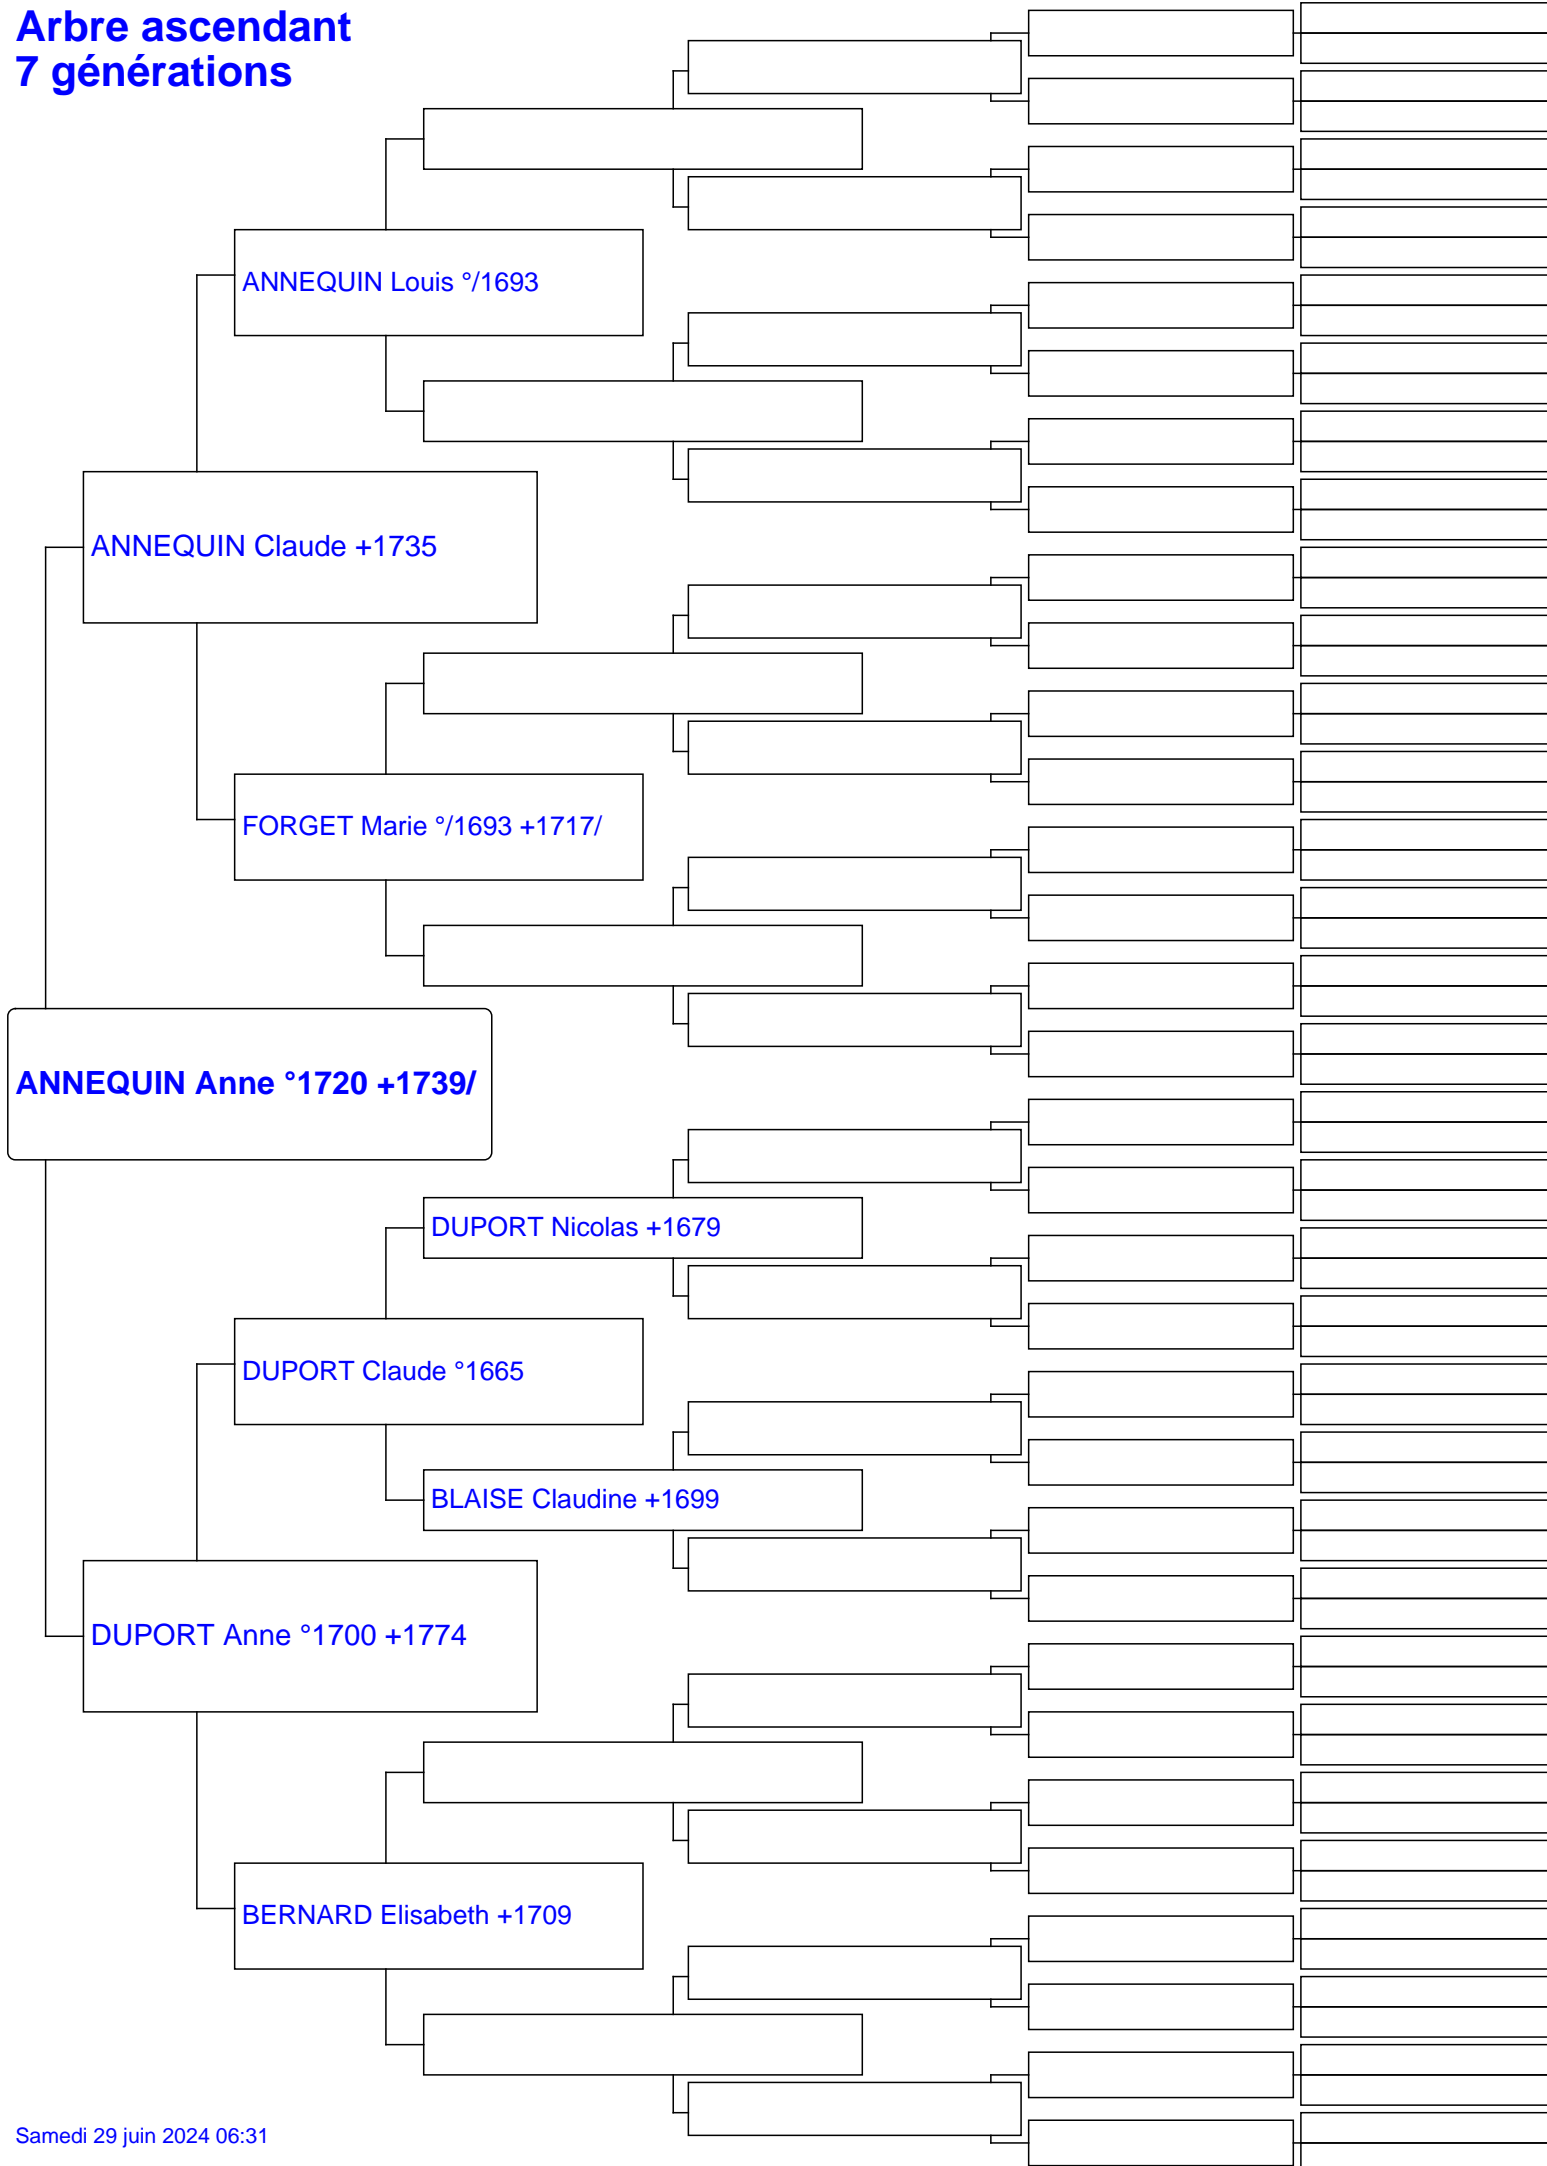 Arbre ascendant
7 générations
ANNEQUIN Louis °/1693
ANNEQUIN Claude +1735
FORGET Marie °/1693 +1717/
ANNEQUIN Anne °1720 +1739/
DUPORT Nicolas +1679
DUPORT Claude °1665
BLAISE Claudine +1699
DUPORT Anne °1700 +1774
BERNARD Elisabeth +1709
Samedi 29 juin 2024 06:31